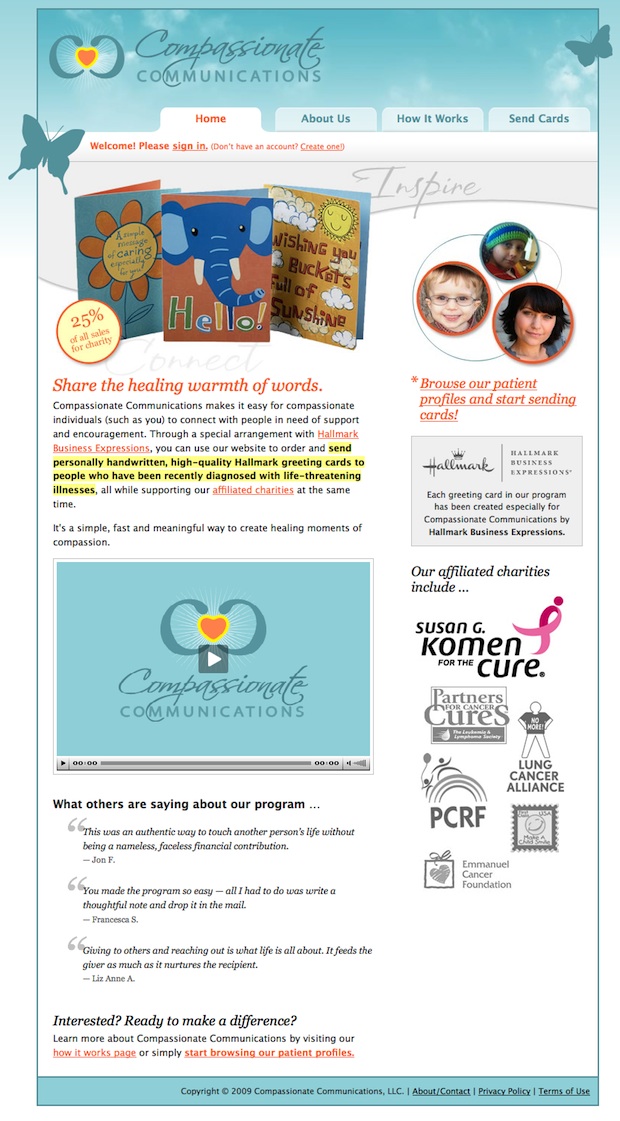 Compassionate
COMMUNICATIONS
Home
About Us
How It Works
Send Cards
Welcome! Please sign in. (Don't have an account? Create one!)
Inspire
A simple
message
of caring
especially
for you!
Hello!
Wishing you
Buckets
full of
Sunshine
25%
of all sales
for charity
Connect
Share the healing warmth of words.
Compassionate Communications makes it easy for compassionate
individuals (such as you) to connect with people in need of support
and encouragement. Through a special arrangement with Hallmark
Business Expressions, you can use our website to order and send
personally handwritten, high-quality Hallmark greeting cards to
people who have been recently diagnosed with life-threatening
illnesses, all while supporting our affiliated charities at the same
time.
It's a simple, fast and meaningful way to create healing moments of
compassion.
Compassionate
COMMUNICATIONS
00:00
00:00
What others are saying about our program ...
“This was an authentic way to touch another person's life without
being a nameless, faceless financial contribution.
— Jon F.
“You made the program so easy — all I had to do was write a
thoughtful note and drop it in the mail.
— Francesca S.
“Giving to others and reaching out is what life is all about. It feeds the
giver as much as it nurtures the recipient.
— Liz Anne A.
Interested? Ready to make a difference?
Learn more about Compassionate Communications by visiting our
how it works page or simply start browsing our patient profiles.
* Browse our patient
profiles and start sending
cards!
Hallmark
HALLMARK
BUSINESS
EXPRESSIONS
Each greeting card in our program
has been created especially for
Compassionate Communications by
Hallmark Business Expressions.
Our affiliated charities
include ...
SUSAN G.
Komen
FOR THE
cure®
Partners
FOR CANCER
CureS
The Leukemia &
Lymphoma Society
NO
MORE!
LUNG
CANCER
ALLIANCE
PCRF
USA
Make A
Child Smile
Emmanuel
Cancer
Foundation
Copyright © 2009 Compassionate Communications, LLC. | About/Contact | Privacy Policy | Terms of Use